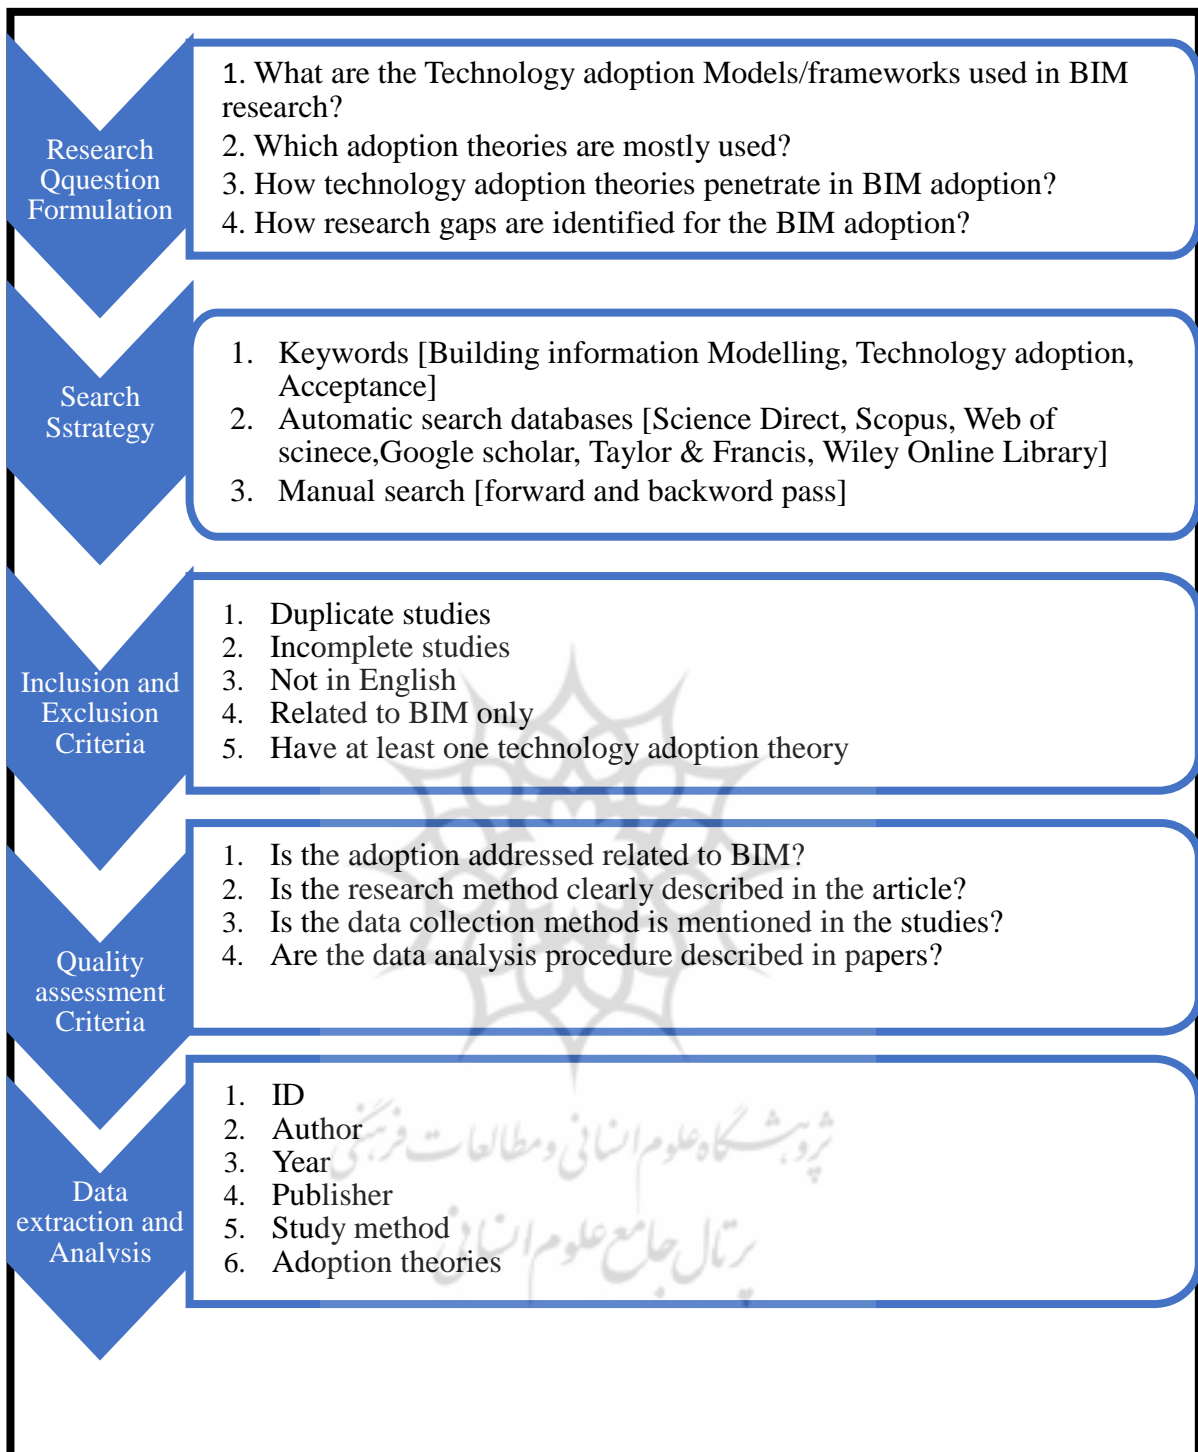 Research
Qquestion
Formulation
1. What are the Technology adoption Models/frameworks used in BIM
research?
2. Which adoption theories are mostly used?
3. How technology adoption theories penetrate in BIM adoption?
4. How research gaps are identified for the BIM adoption?
Search
Sstrategy
1. Keywords [Building information Modelling, Technology adoption,
Acceptance]
2. Automatic search databases [Science Direct, Scopus, Web of
scinece,Google scholar, Taylor & Francis, Wiley Online Library]
3. Manual search [forward and backword pass]
Inclusion and
Exclusion
Criteria
1. Duplicate studies
2. Incomplete studies
3. Not in English
4. Related to BIM only
5. Have at least one technology adoption theory
Quality
assessment
Criteria
1. Is the adoption addressed related to BIM?
2. Is the research method clearly described in the article?
3. Is the data collection method is mentioned in the studies?
4. Are the data analysis procedure described in papers?
Data
extraction and
Analysis
1. ID
2. Author
3. Year
4. Publisher
5. Study method
6. Adoption theories
پژوهشگاه علوم انسانی و مطالعات فرهنگی
پرتال جامع علوم انسانی